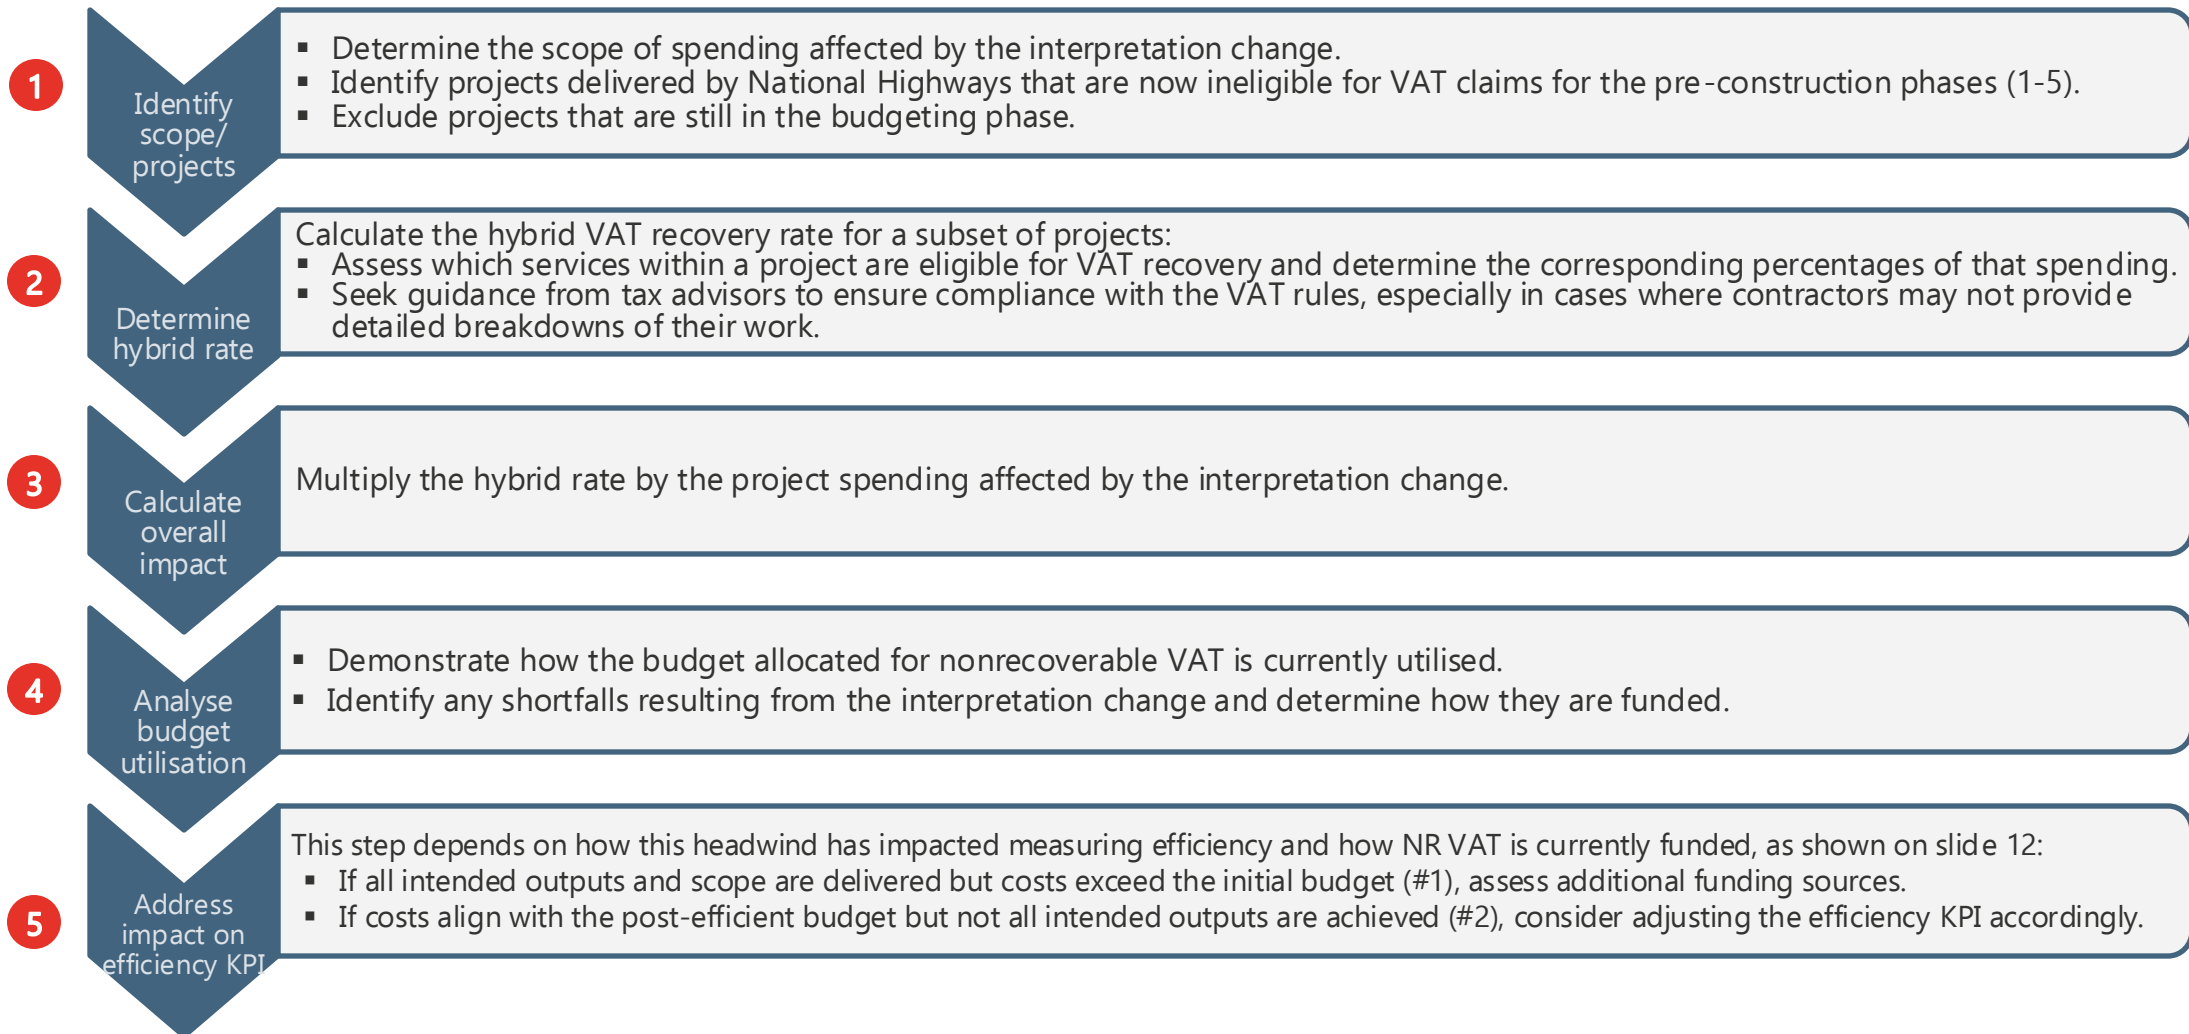 1
Identify
scope/
projects
▪ Determine the scope of spending affected by the interpretation change.
▪ Identify projects delivered by National Highways that are now ineligible for VAT claims for the pre-construction phases (1-5).
▪ Exclude projects that are still in the budgeting phase.
2
Determine
hybrid rate
Calculate the hybrid VAT recovery rate for a subset of projects:
▪ Assess which services within a project are eligible for VAT recovery and determine the corresponding percentages of that spending.
▪ Seek guidance from tax advisors to ensure compliance with the VAT rules, especially in cases where contractors may not provide
detailed breakdowns of their work.
3
Calculate
overall
impact
Multiply the hybrid rate by the project spending affected by the interpretation change.
4
Analyse
budget
utilisation
▪ Demonstrate how the budget allocated for nonrecoverable VAT is currently utilised.
▪ Identify any shortfalls resulting from the interpretation change and determine how they are funded.
5
Address
impact on
efficiency KPI
This step depends on how this headwind has impacted measuring efficiency and how NR VAT is currently funded, as shown on slide 12:
▪ If all intended outputs and scope are delivered but costs exceed the initial budget (#1), assess additional funding sources.
▪ If costs align with the post-efficient budget but not all intended outputs are achieved (#2), consider adjusting the efficiency KPI accordingly.